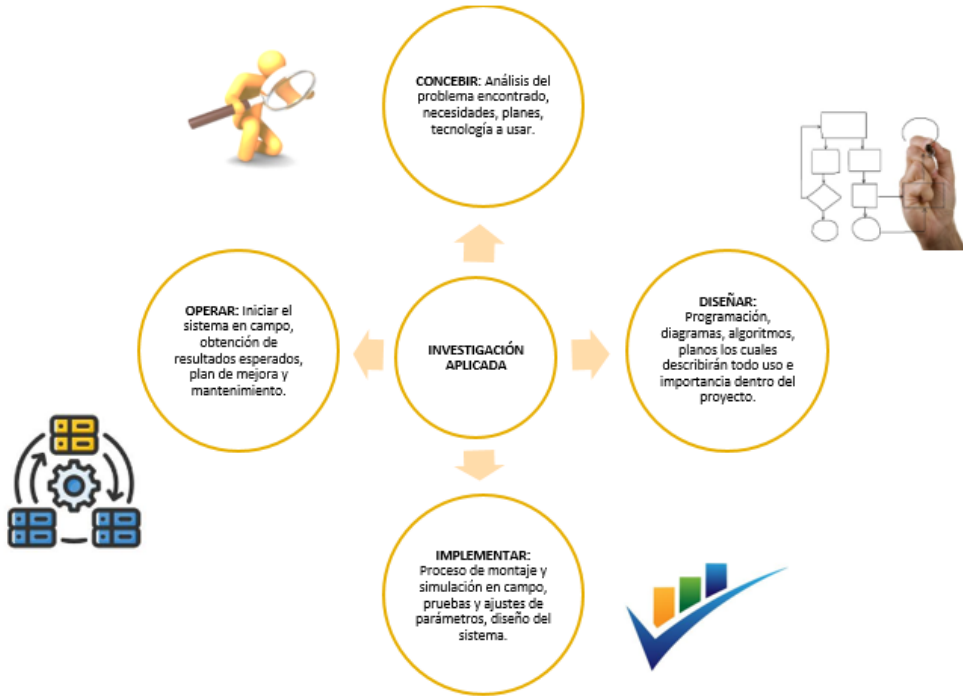 CONCEBIR: Análisis del
problema encontrado,
necesidades, planes,
tecnología a usar.
OPERAR: Iniciar el
sistema en campo,
obtención de
resultados esperados,
plan de mejora y
mantenimiento.
INVESTIGACIÓN
APLICADA
DISEÑAR:
Programación,
diagramas, algoritmos,
planos los cuales
describirán todo uso e
importancia dentro del
proyecto.
IMPLEMENTAR:
Proceso de montaje y
simulación en campo,
pruebas y ajustes de
parámetros, diseño del
sistema.